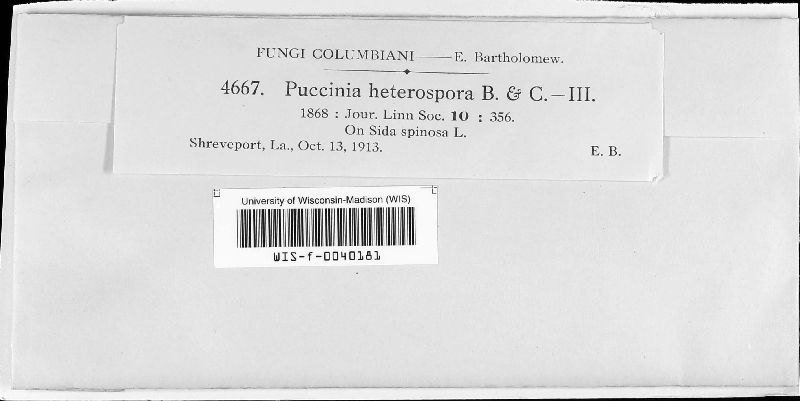 FUNGI COLUMBIANI — E. Bartholomew.
4667. Puccinia heterospora B. & C.—III.
1868 : Jour. Linn Soc. 10 : 356.
On Sida spinosa L.
Shreveport, La., Oct. 13, 1913. E. B.
University of Wisconsin-Madison (WIS)
WIS-f-0040181